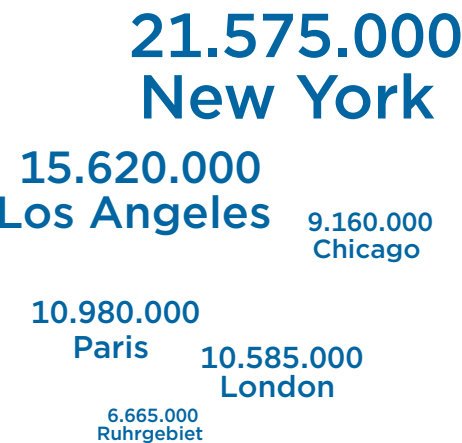 21.575.000
New York
15.620.000
Los Angeles
9.160.000
Chicago
10.980.000
Paris
10.585.000
London
6.665.000
Ruhrgebiet